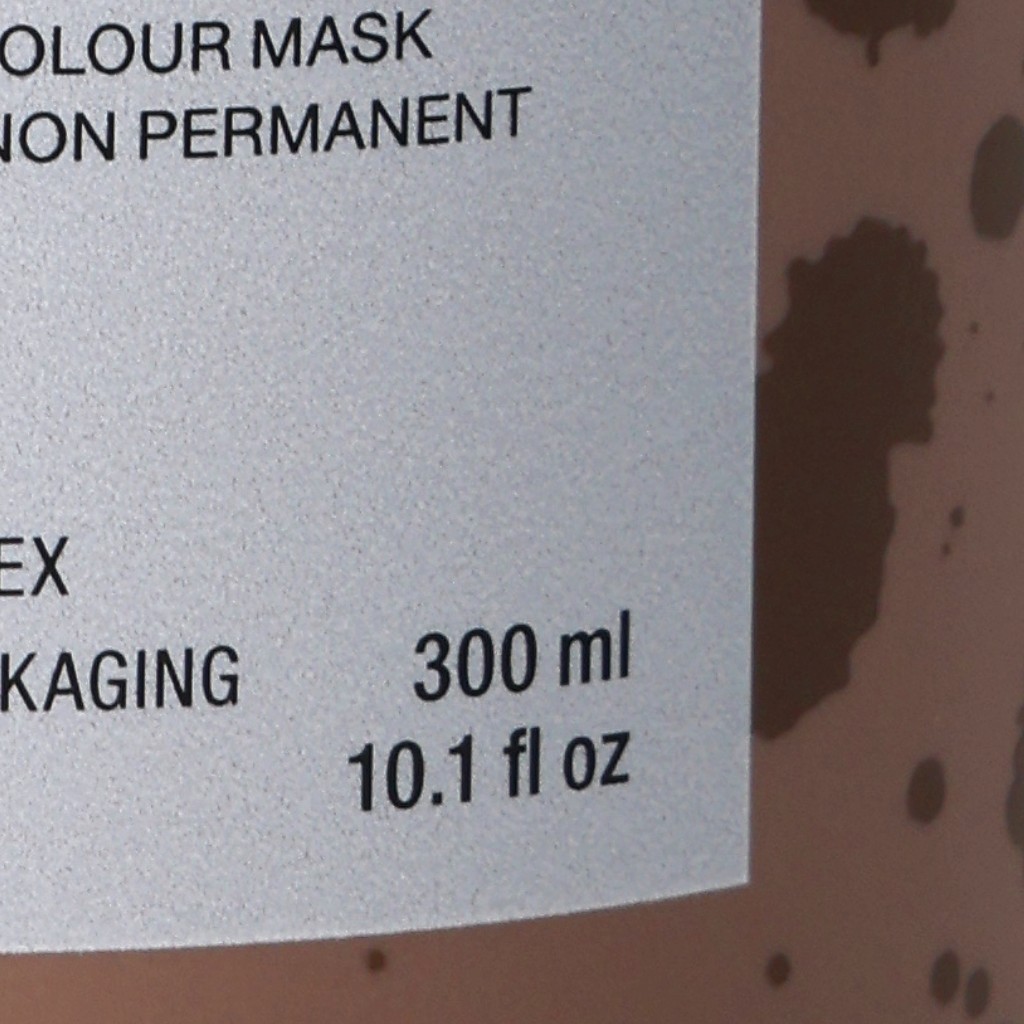 OLOUR MASK
NON PERMANENT
EX
KAGING
300 ml
10.1 fl oz